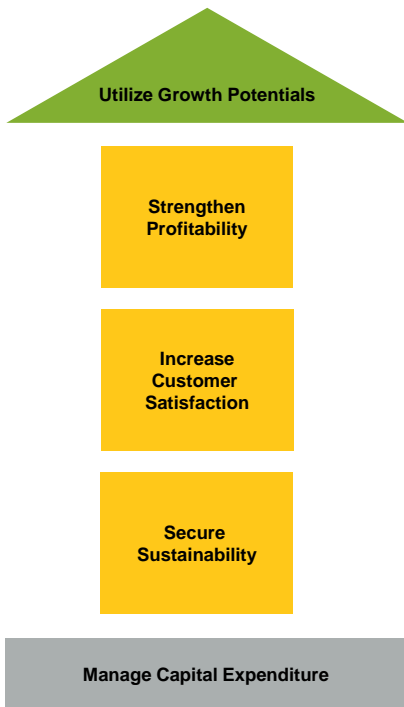 Utilize Growth Potentials
Strengthen
Profitability
Increase
Customer
Satisfaction
Secure
Sustainability
Manage Capital Expenditure